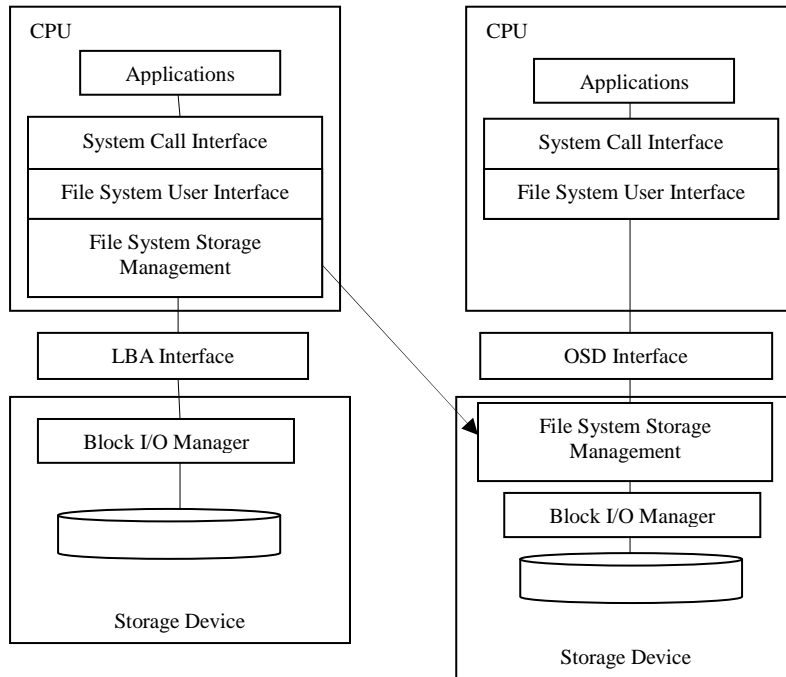 CPU
Applications
System Call Interface
File System User Interface
File System Storage
Management
LBA Interface
Block I/O Manager
Storage Device
CPU
Applications
System Call Interface
File System User Interface
OSD Interface
File System Storage
Management
Block I/O Manager
Storage Device